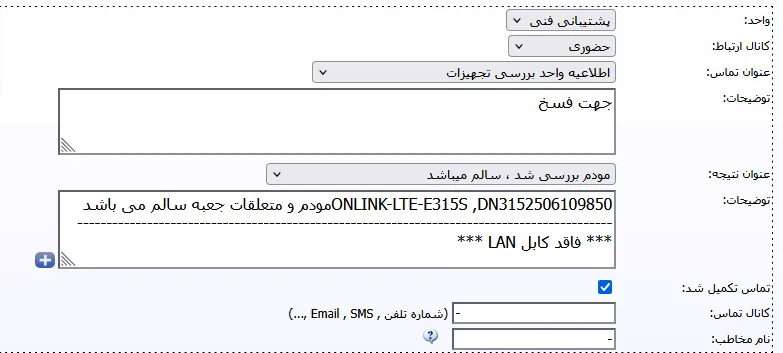 واحد: پشتیبانی فنی
کانال ارتباط: حضوری
عنوان تماس: اطلاعیه واحد بررسی تجهیزات
توضیحات: جهت فسخ
عنوان نتیجه: مودم بررسی شد ، سالم میباشد
توضیحات: ONLINK-LTE-E315S ,DN3152506109850مودم و متعلقات جعبه سالم می باشد
--------------------------------------------------------------------------------
*** فاقد کابل LAN ***
تماس تکمیل شد:
کانال تماس: - (شماره تلفن , Email , SMS ,...)
نام مخاطب: -